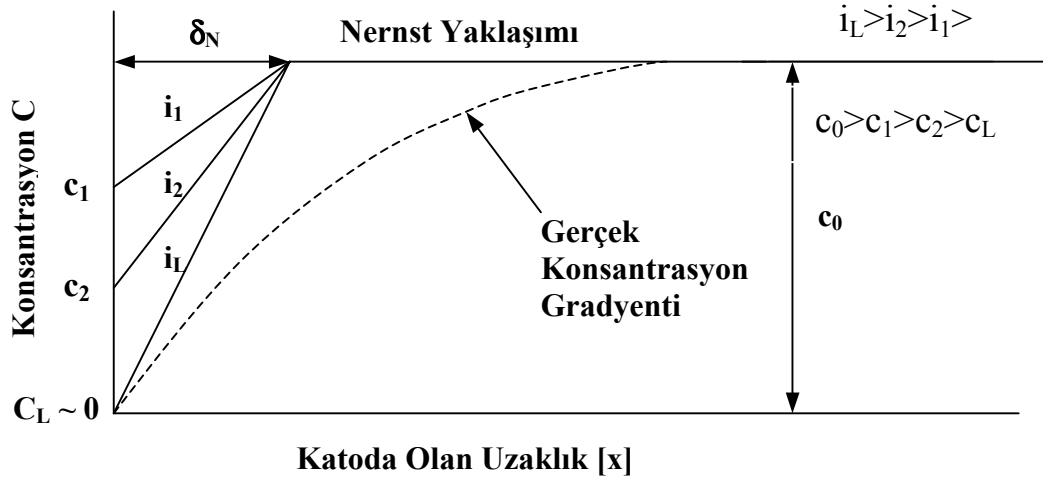 δN
Nernst Yaklaşımı
iL>i2>i1>
i1
c0>c1>c2>cL
c1
i2
c0
Gerçek
Konsantrasyon
Gradyenti
iL
c2
Konsantrasyon C
CL ~ 0
Katoda Olan Uzaklık [x]